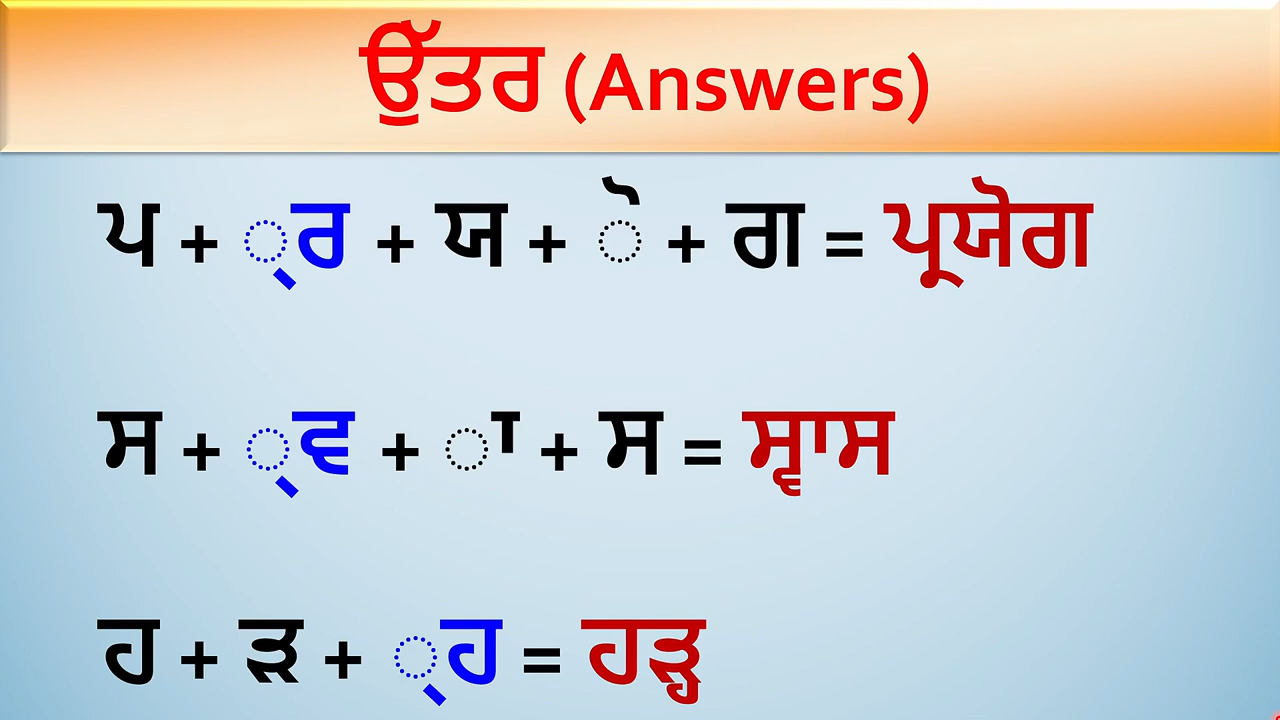 ਉੱਤਰ (Answers)
ਪ + ੍ਰ + ਯ + ੋ + ਗ = ਪ੍ਰਯੋਗ
ਸ + ੍ਵ + ਾ + ਸ = ਸ੍ਵਾਸ
ਹ + ੜ + ੍ਹ = ਹੜ੍ਹ